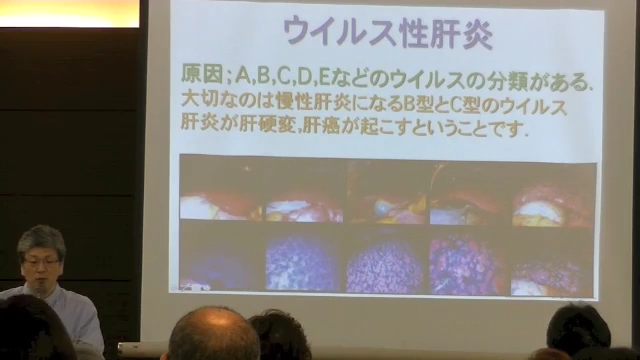 ウイルス性肝炎
原因;A,B,C,D,Eなどのウイルスの分類がある.
大切なのは慢性肝炎になるB型とC型のウイルス
肝炎が肝硬変,肝癌が起こすということです.